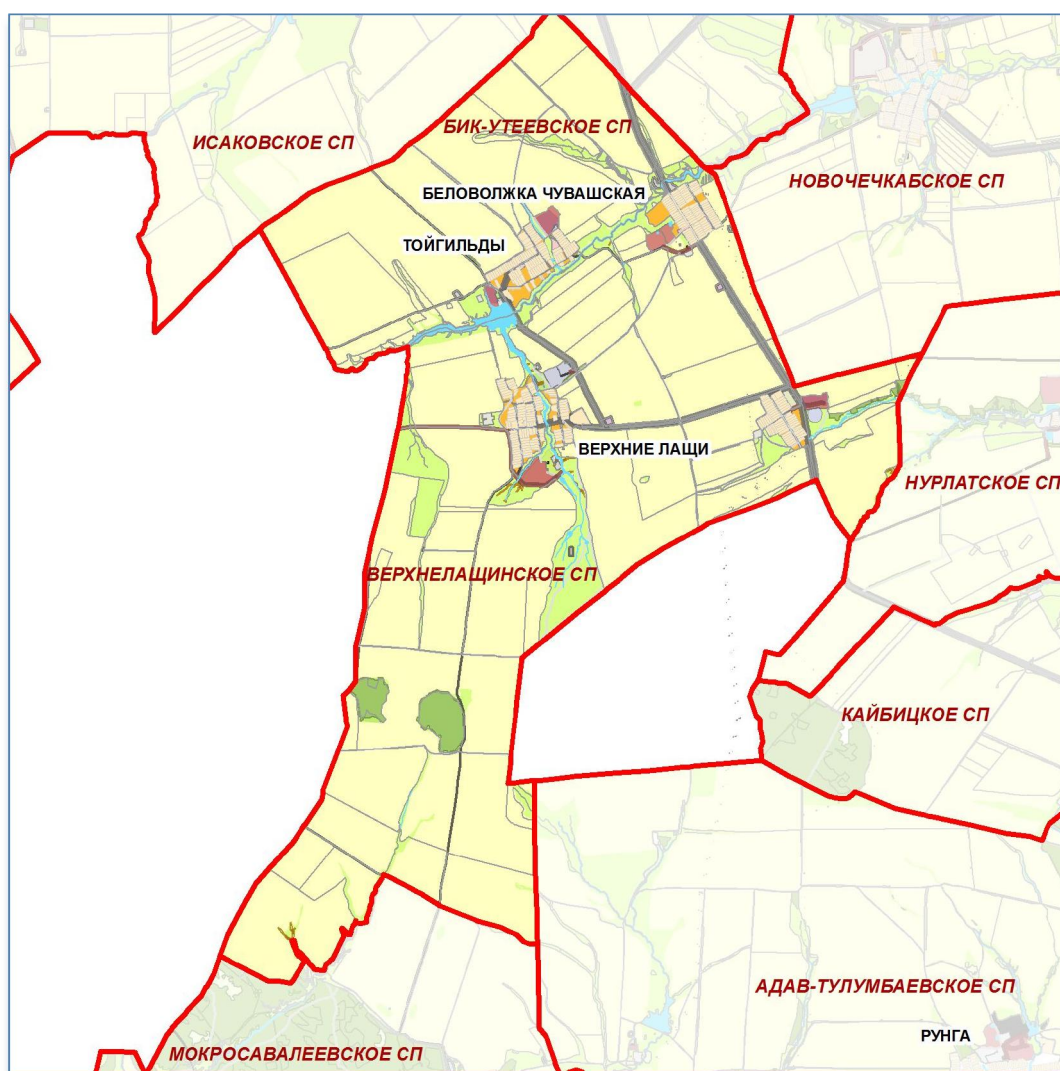 БИК-УТЕЕВСКОЕ СП
ИСАКОВСКОЕ СП
НОВОЧЕЧКАБСКОЕ СП
БЕЛОВОЛЖКА ЧУВАШСКАЯ
ТОЙГИЛЬДЫ
ВЕРХНИЕ ЛАЩИ
НУРЛАТСКОЕ СП
ВЕРХНЕЛАЩИНСКОЕ СП
КАЙБИЦКОЕ СП
АДАВ-ТУЛУМБАЕВСКОЕ СП
РУНГА
МОКРОСАВАЛЕЕВСКОЕ СП